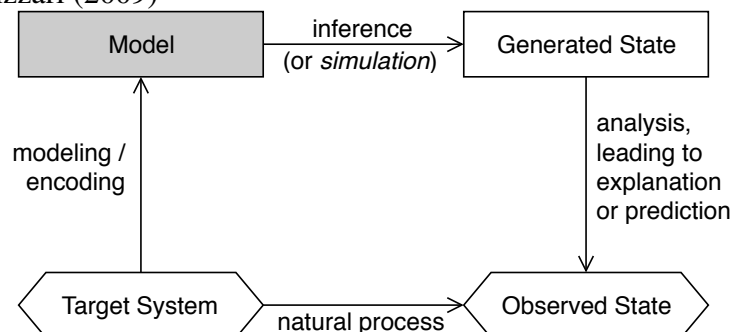 (2009)
Model
inference
(or simulation)
Generated State
modeling /
encoding
analysis,
leading to
explanation
or prediction
Target System
natural process
Observed State